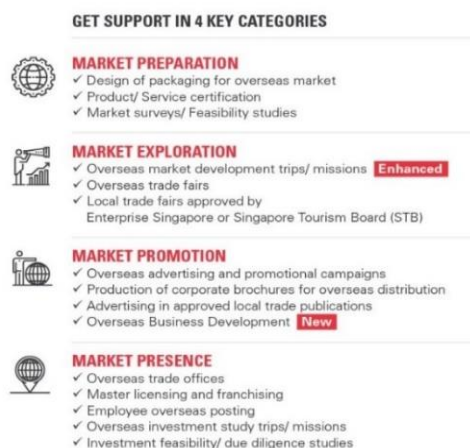 GET SUPPORT IN 4 KEY CATEGORIES
MARKET PREPARATION
✓ Design of packaging for overseas market
✓ Product/ Service certification
✓ Market surveys/ Feasibility studies
MARKET EXPLORATION
✓ Overseas market development trips/ missions Enhanced
✓ Overseas trade fairs
✓ Local trade fairs approved by
Enterprise Singapore or Singapore Tourism Board (STB)
MARKET PROMOTION
✓ Overseas advertising and promotional campaigns
✓ Production of corporate brochures for overseas distribution
✓ Advertising in approved local trade publications
✓ Overseas Business Development New
MARKET PRESENCE
✓ Overseas trade offices
✓ Master licensing and franchising
✓ Employee overseas posting
✓ Overseas investment study trips/ missions
✓ Investment feasibility/ due diligence studies